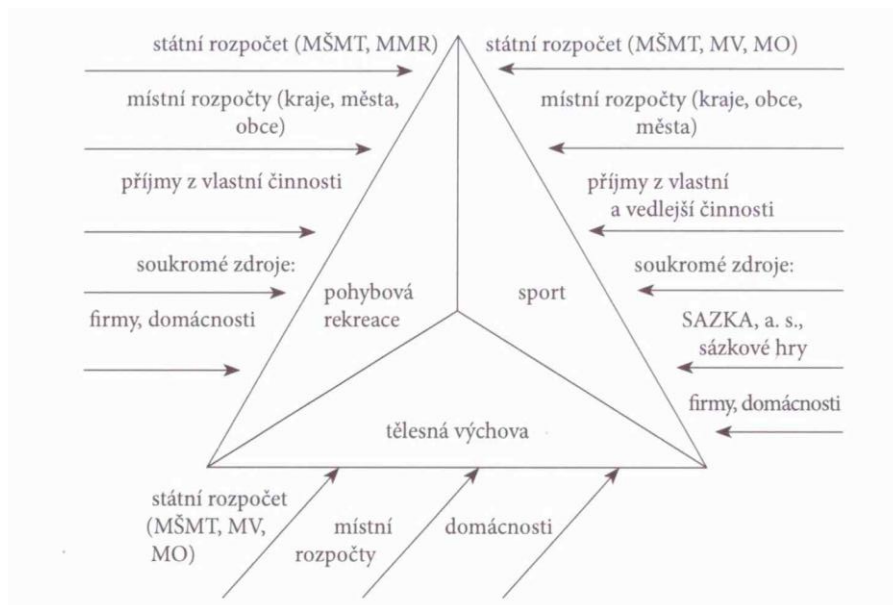 státní rozpočet (MŠMT, MMR)
místní rozpočty (kraje, města,
obce)
příjmy z vlastní činnosti
soukromé zdroje:
firmy, domácnosti
státní rozpočet (MŠMT, MV, MO)
místní rozpočty (kraje, obce,
města)
příjmy z vlastní
a vedlejší činnosti
soukromé zdroje:
SAZKA, a. s.,
sázkové hry
firmy, domácnosti
pohybová
rekreace
sport
tělesná výchova
státní rozpočet
(MŠMT, MV,
MO)
místní
rozpočty
domácnosti